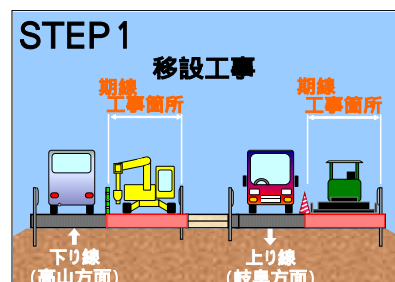 STEP1
移設工事
期線
工事箇所
期線
工事箇所
下り線
(高山方面)
上り線
(岐阜方面)